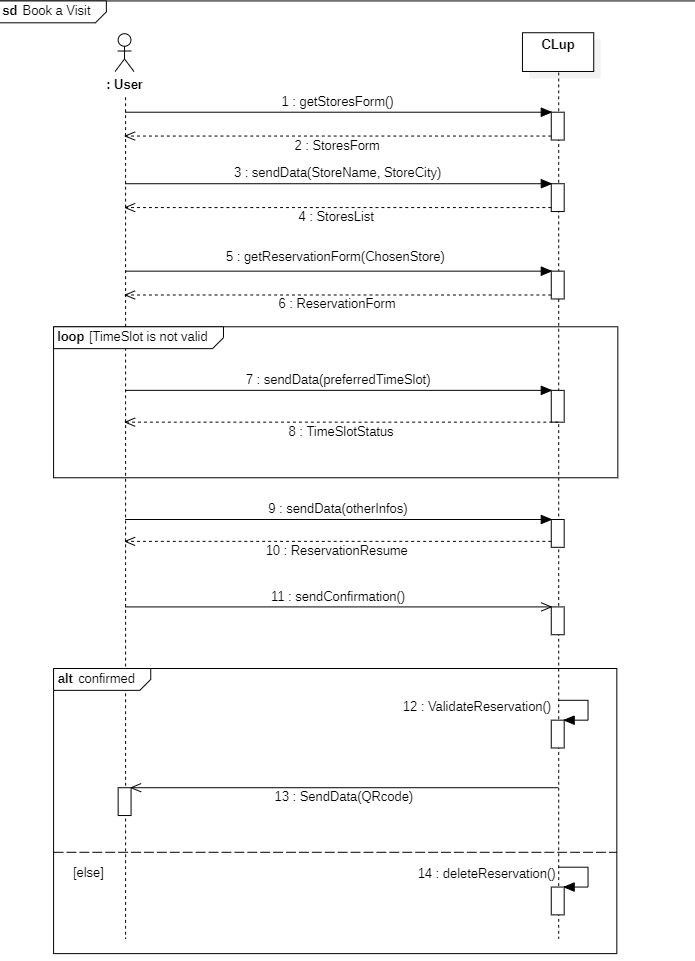 sd Book a Visit
CLup
: User
1 : getStoresForm()
2 : StoresForm
3 : sendData(StoreName, StoreCity)
4 : StoresList
5 : getReservationForm(ChosenStore)
6 : ReservationForm
loop [TimeSlot is not valid
7 : sendData(preferredTimeSlot)
8 : TimeSlotStatus
9 : sendData(otherInfos)
10 : ReservationResume
11 : sendConfirmation()
alt confirmed
12 : ValidateReservation()
13 : SendData(QRcode)
[else]
14 : deleteReservation()